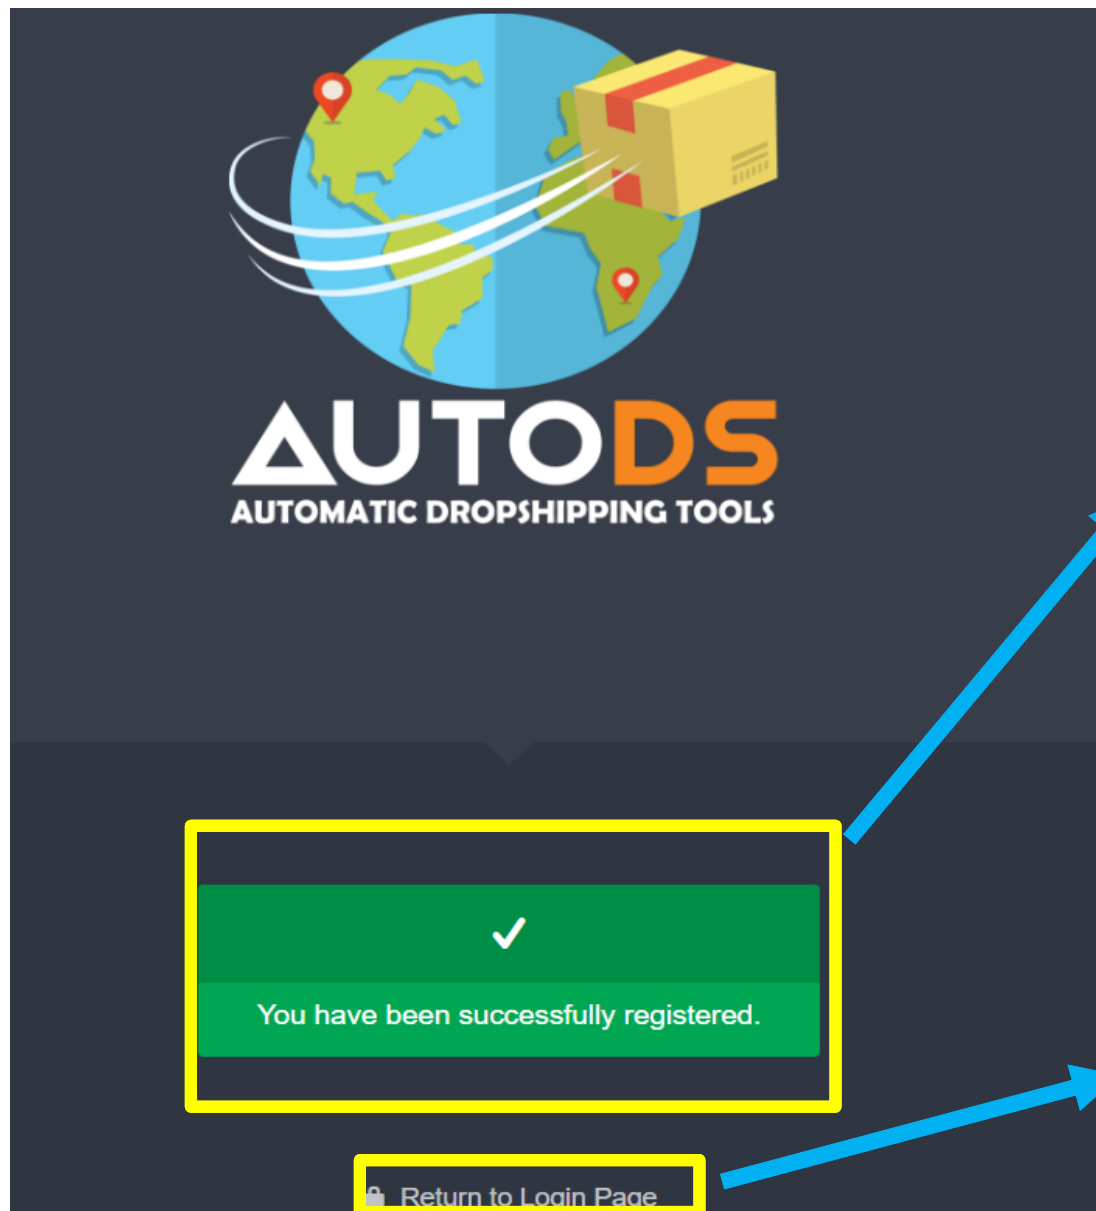 AUTODS
AUTOMATIC DROPSHIPPING TOOLS
You have been successfully registered.
Return to Login Page